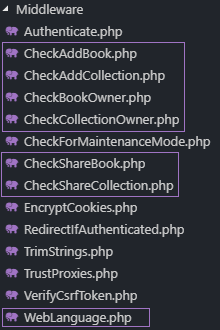 Middleware
Authenticate.php
CheckAddBook.php
CheckAddCollection.php
CheckBookOwner.php
CheckCollectionOwner.php
CheckForMaintenanceMode.php
CheckShareBook.php
CheckShareCollection.php
EncryptCookies.php
RedirectIfAuthenticated.php
TrimStrings.php
TrustProxies.php
VerifyCsrfToken.php
WebLanguage.php